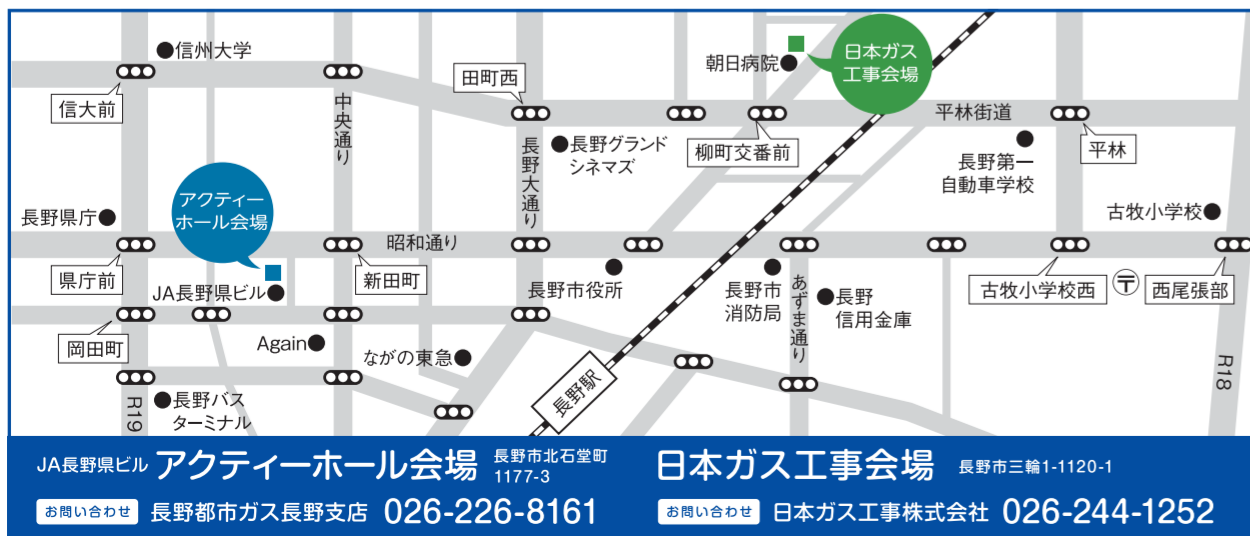 信州大学
信大前
中央通り
田町西
長野大通り
長野グランド
シネマズ
朝日病院
日本ガス
工事会場
柳町交番前
平林街道
長野第一
自動車学校
平林
アクティー
ホール会場
長野県庁
県庁前
昭和通り
新田町
JA長野県ビル
岡田町
Again
ながの東急
長野バス
ターミナル
R19
長野市役所
長野駅
長野市
消防局
あずま通り
長野
信用金庫
古牧小学校
古牧小学校西
〒
西尾張部
R18
JA長野県ビル アクティーホール会場 長野市北石堂町
1177-3
お問い合わせ 長野都市ガス長野支店 026-226-8161
日本ガス工事会場 長野市三輪1-1120-1
お問い合わせ 日本ガス工事株式会社 026-244-1252